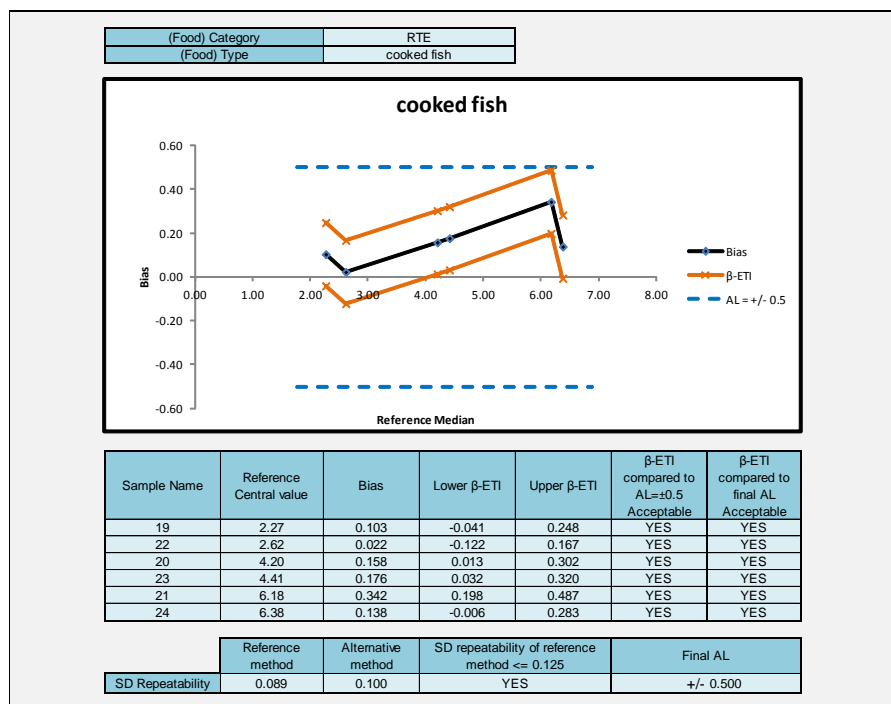 (Food) Category RTE
(Food) Type cooked fish
cooked fish
0.60
0.40
0.20
0.00
-0.20
-0.40
-0.60
0.00 1.00 2.00 3.00 4.00 5.00 6.00 7.00 8.00
Bias
Reference Median
Bias
β-ETI
AL = +/- 0.5
Sample Name Reference Central value Bias Lower β-ETI Upper β-ETI β-ETI compared to AL=±0.5 Acceptable β-ETI compared to final AL Acceptable
19 2.27 0.103 -0.041 0.248 YES YES
22 2.62 0.022 -0.122 0.167 YES YES
20 4.20 0.158 0.013 0.302 YES YES
23 4.41 0.176 0.032 0.320 YES YES
21 6.18 0.342 0.198 0.487 YES YES
24 6.38 0.138 -0.006 0.283 YES YES
Reference method Alternative method SD repeatability of reference method <= 0.125 Final AL
SD Repeatability 0.089 0.100 YES +/- 0.500